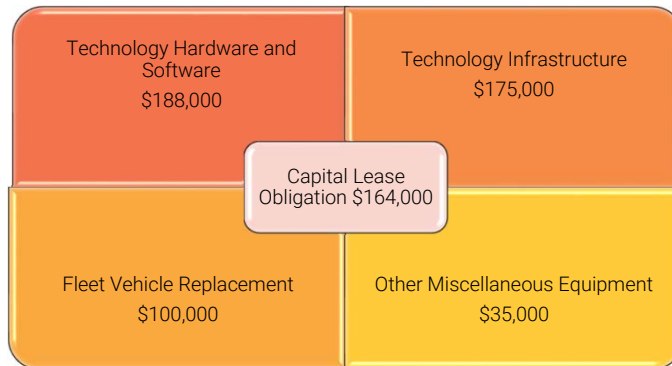 Technology Hardware and
Software
$188,000
Technology Infrastructure
$175,000
Capital Lease
Obligation $164,000
Fleet Vehicle Replacement
$100,000
Other Miscellaneous Equipment
$35,000